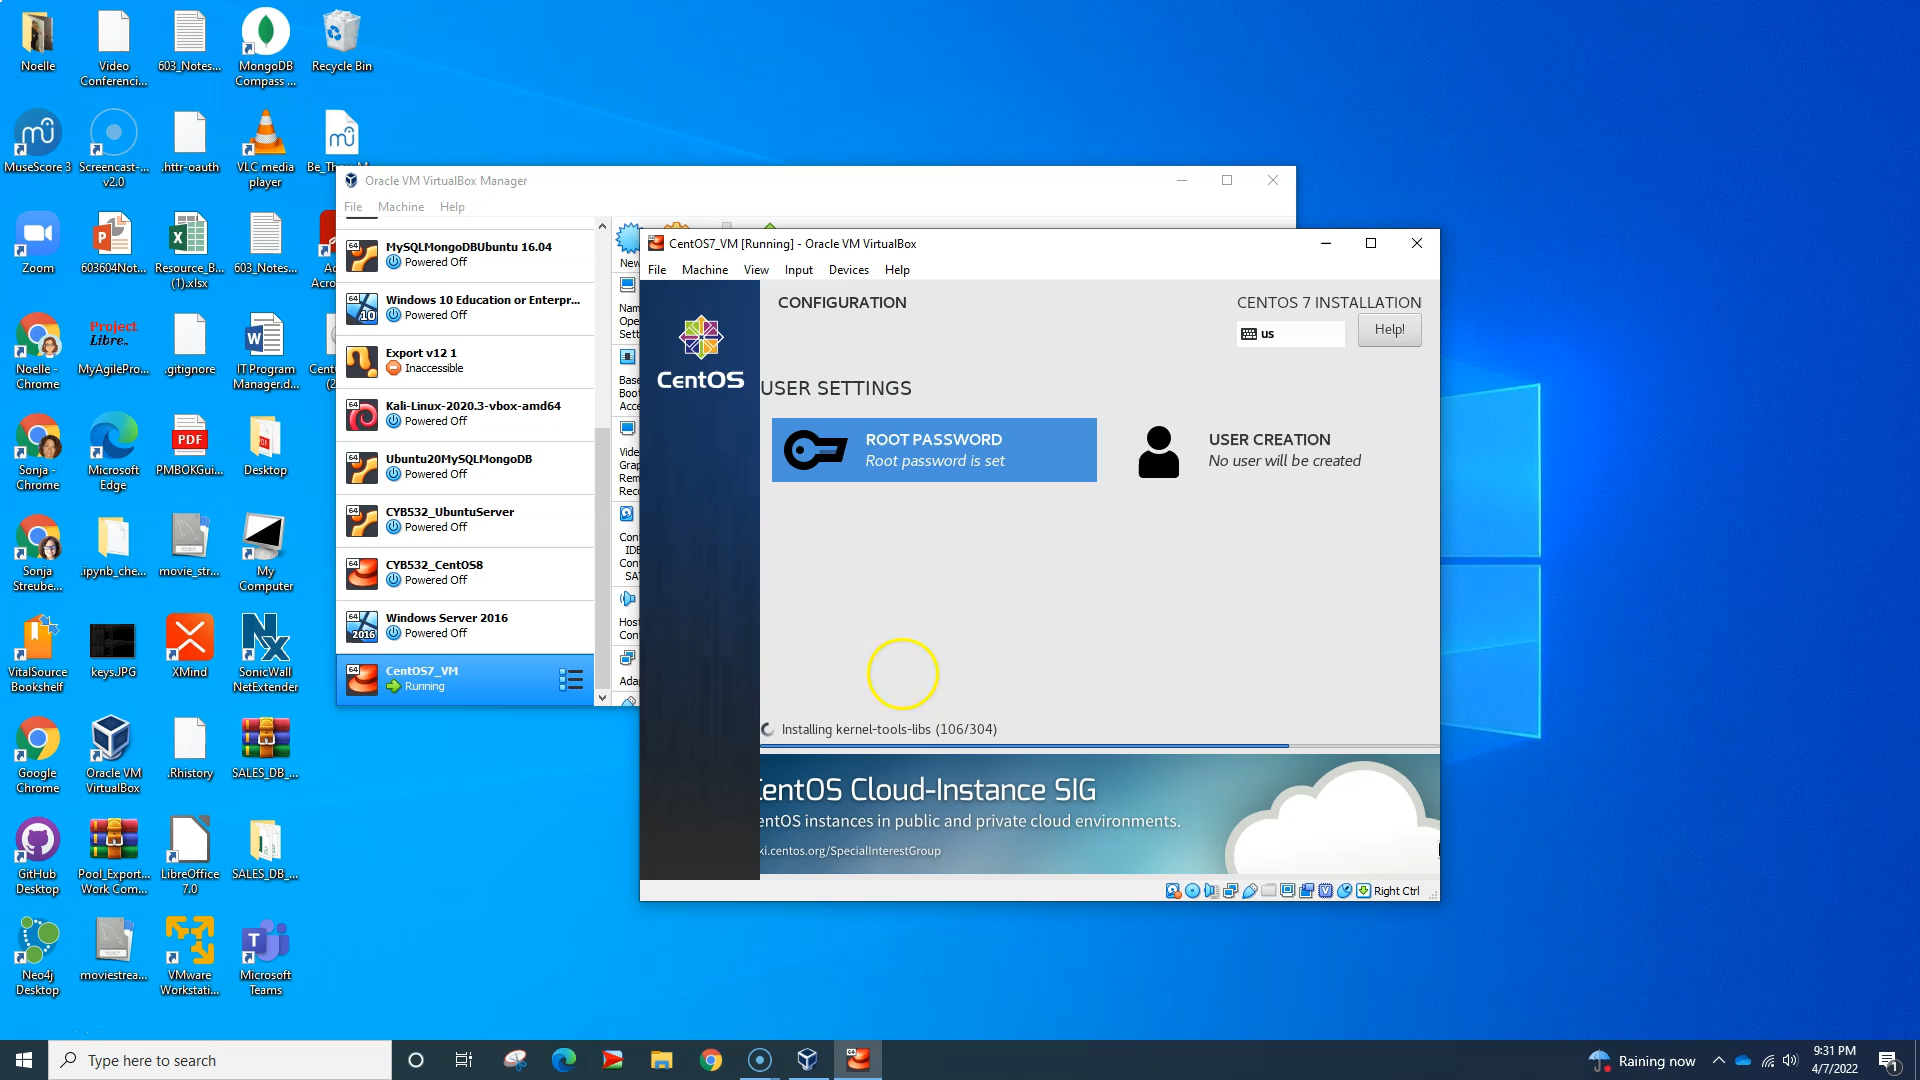 Noelle
Video
Conferenci...
603_Notes...
MongoDB
Compass ...
Recycle Bin
MuseScore 3
Screencast-...
v2.0
.httr-oauth
VLC media
player
Zoom
603604Not...
Resource_B...
(1).xlsx
603_Notes...
Noelle -
Chrome
Project
Libre
MyAgilePro...
.gitignore
IT Program
Manager.d...
Sonja -
Chrome
Microsoft
Edge
PDF
PMBOKGui...
Desktop
Sonja
Streube...
.ipynb_che...
movie_str...
My
Computer
VitalSource
Bookshelf
keys.JPG
XMind
SonicWall
NetExtender
Google
Chrome
Oracle VM
VirtualBox
.Rhistory
SALES_DB_...
GitHub
Desktop
Pool_Export...
Work Com...
LibreOffice
7.0
SALES_DB_...
Neo4j
Desktop
moviestrea...
VMware
Workstati...
Microsoft
Teams
Oracle VM VirtualBox Manager
File Machine Help
MySQLMongoDBUbuntu 16.04
Powered Off
Windows 10 Education or Enterpr...
Powered Off
Export v12 1
Inaccessible
Kali-Linux-2020.3-vbox-amd64
Powered Off
Ubuntu20MySQLMongoDB
Powered Off
CYB532_UbuntuServer
Powered Off
CYB532_CentOS8
Powered Off
Windows Server 2016
Powered Off
CentOS7_VM
Running
CentOS7_VM [Running] - Oracle VM VirtualBox
File Machine View Input Devices Help
CentOS
CONFIGURATION
CENTOS 7 INSTALLATION
us
Help!
USER SETTINGS
ROOT PASSWORD
Root password is set
USER CREATION
No user will be created
Installing kernel-tools-libs (106/304)
CentOS Cloud-Instance SIG
entOS instances in public and private cloud environments.
ki.centos.org/SpecialInterestGroup
Right Ctrl
Type here to search
Raining now
9:31 PM
4/7/2022